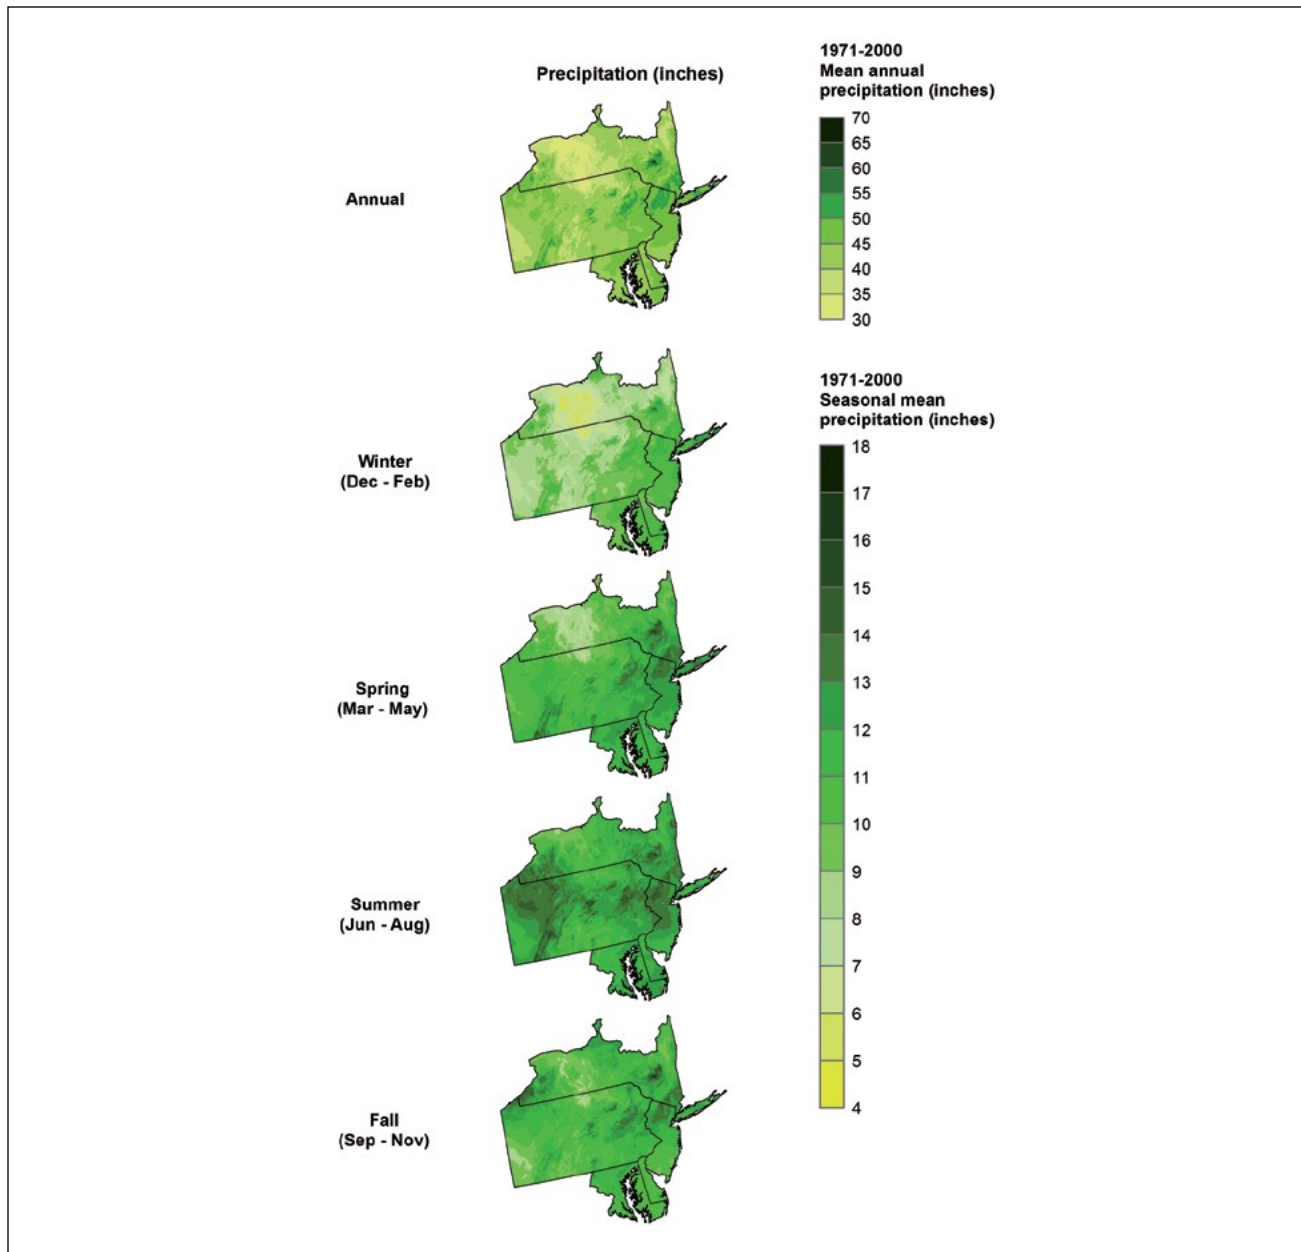 Precipitation (inches)
1971-2000
Mean annual
precipitation (inches)
70
65
60
55
50
45
40
35
30
Annual
1971-2000
Seasonal mean
precipitation (inches)
18
17
16
15
14
13
12
11
10
9
8
7
6
5
4
Winter
(Dec - Feb)
Spring
(Mar - May)
Summer
(Jun - Aug)
Fall
(Sep - Nov)